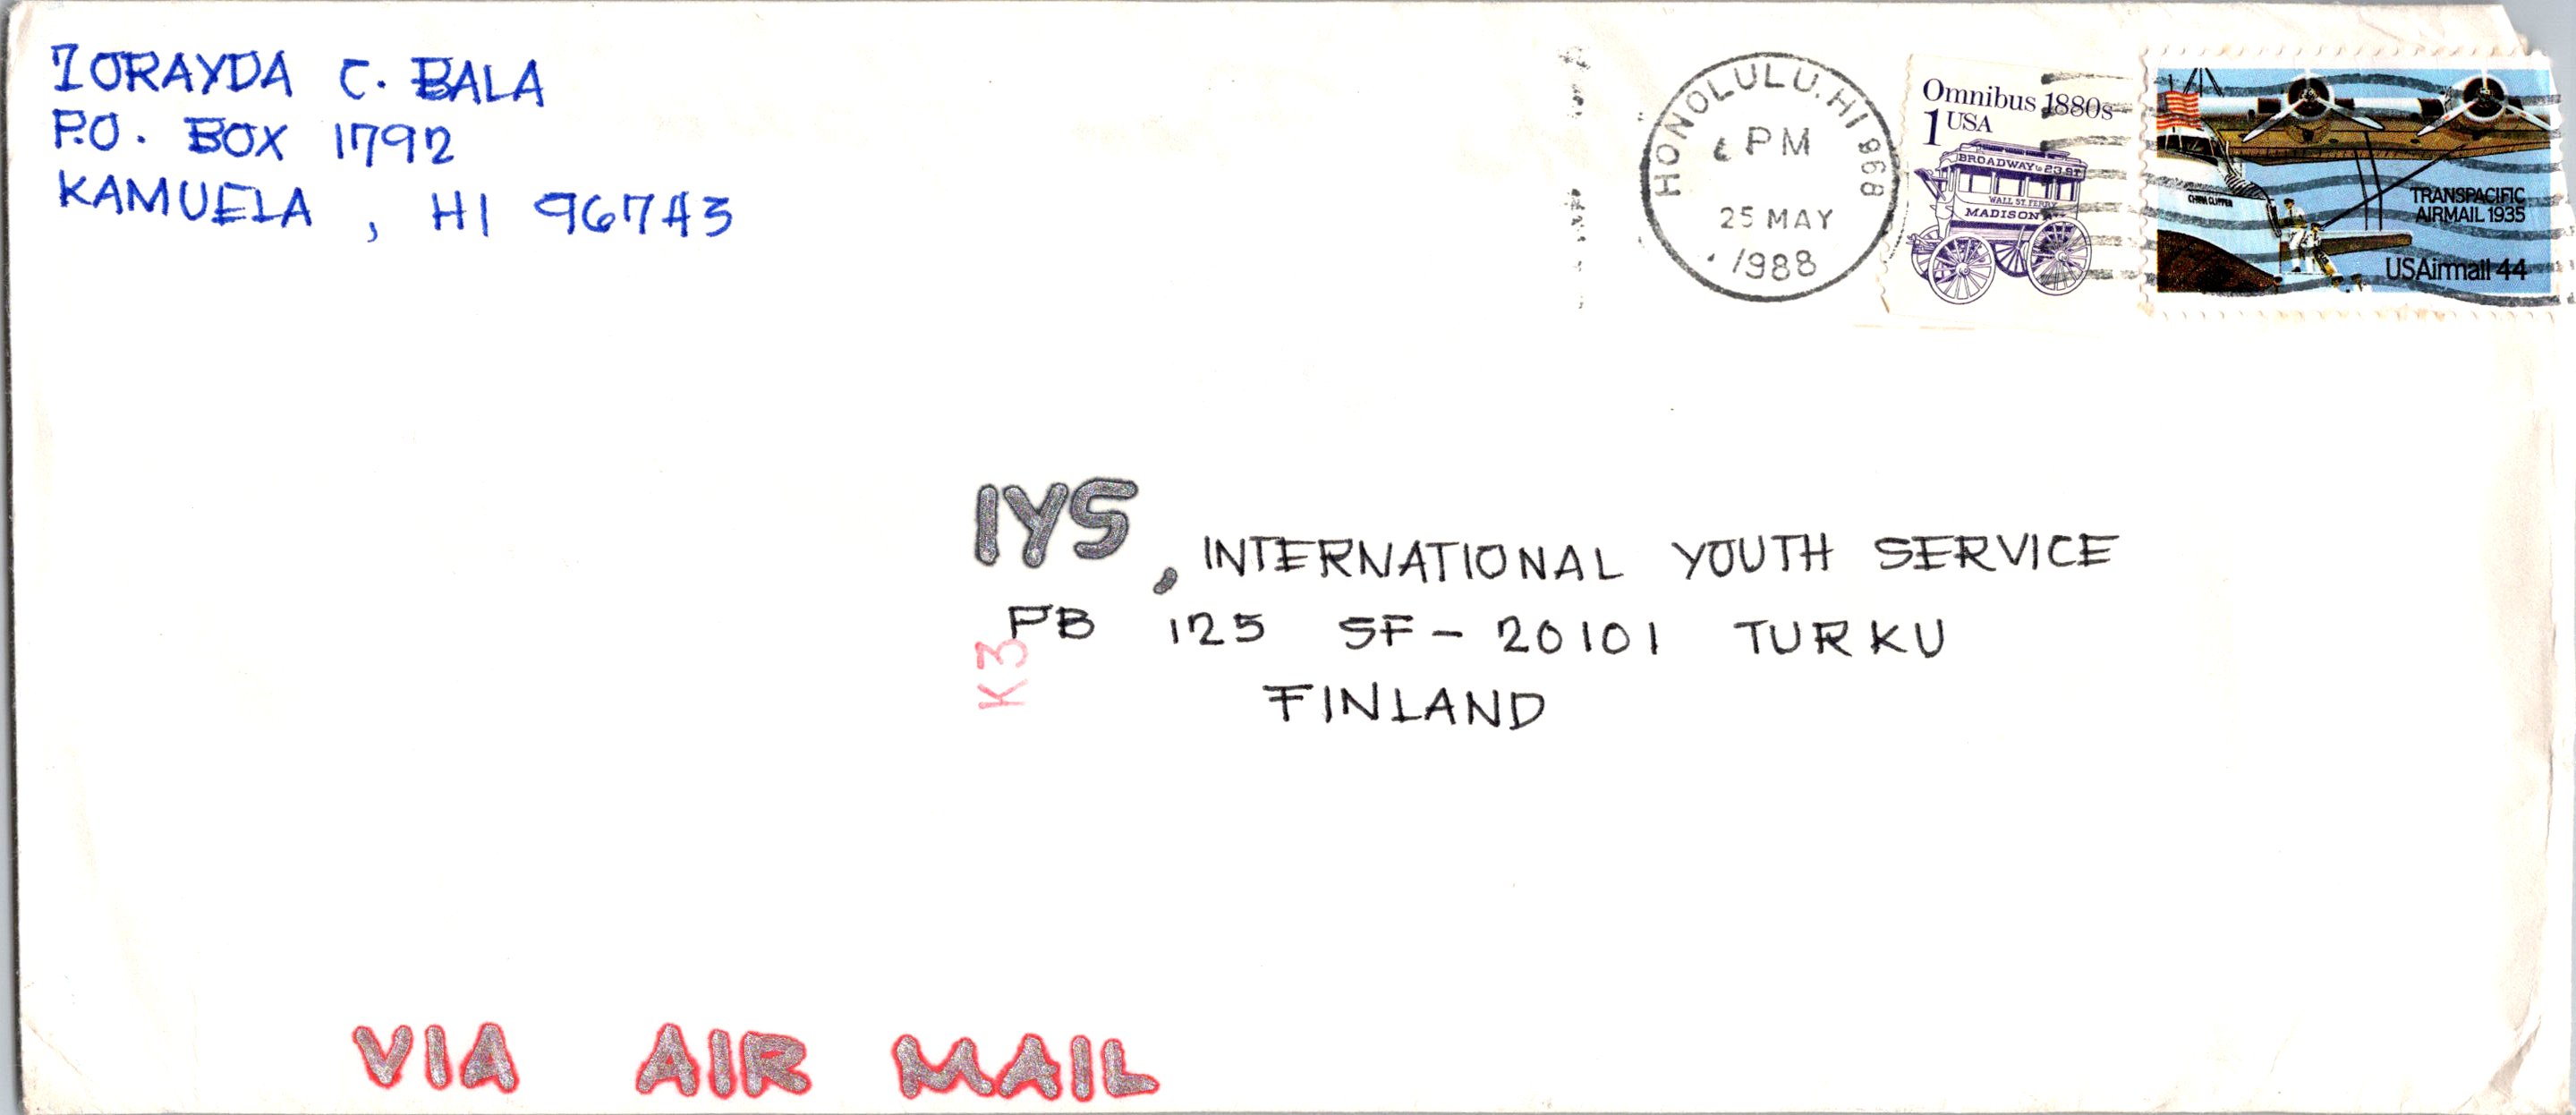 ZORAYDA C. BALA
P.O. BOX 1792
KAMUELA, HI 96743
HONOLULU, HI 968
PM
25 MAY
1988
Omnibus 1880s
1 USA
BROADWAY to 23 ST
WALL ST. FERRY
MADISON
CHINA CLIPPER
TRANSPACIFIC
AIRMAIL 1935
USAirmail 44
IYS, INTERNATIONAL YOUTH SERVICE
PB 125 SF-20101 TURKU
FINLAND
K3
VIA AIR MAIL